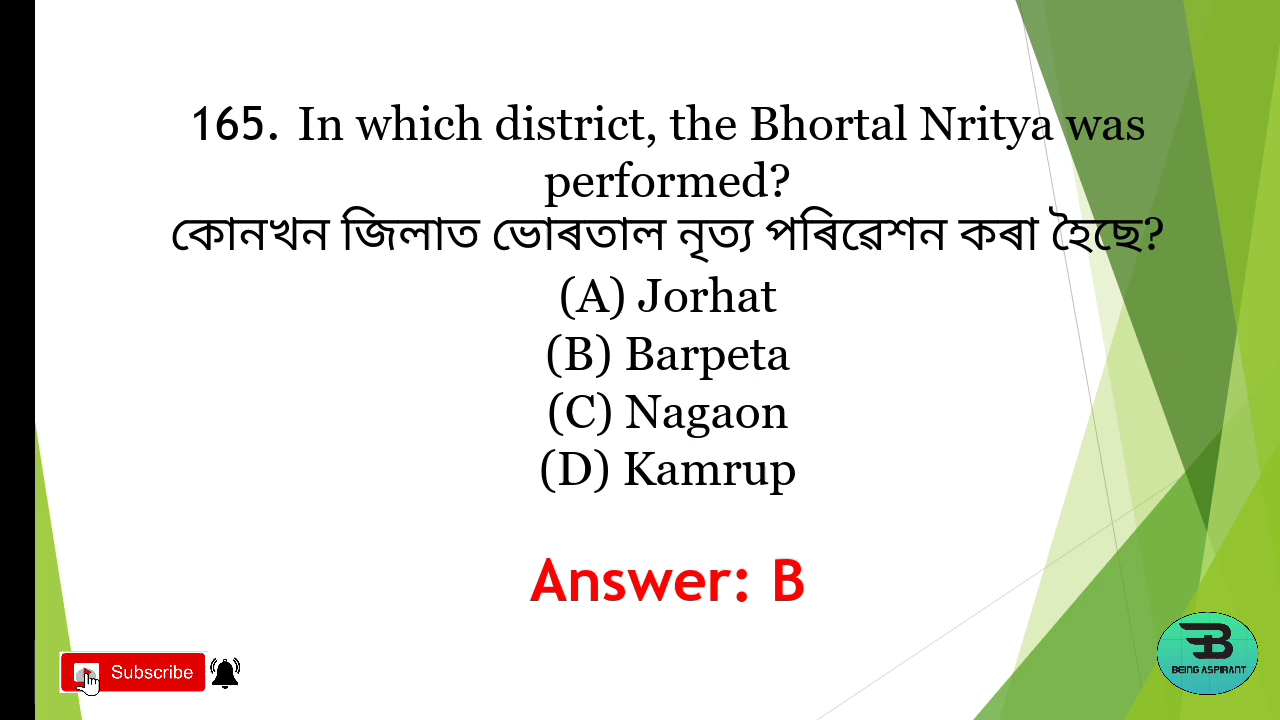 165. In which district, the Bhortal Nritya was
performed?
কোনখন জিলাত ভোৰতাল নৃত্য পৰিৱেশন কৰা হৈছে?
(A) Jorhat
(B) Barpeta
(C) Nagaon
(D) Kamrup
Answer: B
Subscribe
BEING ASPIRANT